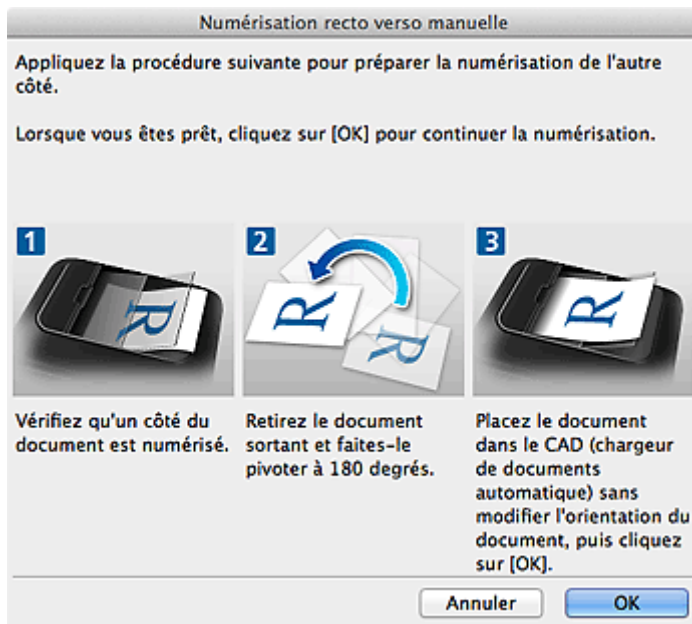 Numérisation recto verso manuelle
Appliquez la procédure suivante pour préparer la numérisation de l'autre
côté.
Lorsque vous êtes prêt, cliquez sur [OK] pour continuer la numérisation.
1
R
Vérifiez qu'un côté du
document est numérisé.
2
R
R
Retirez le document
sortant et faites-le
pivoter à 180 degrés.
3
R
Placez le document
dans le CAD (chargeur
de documents
automatique) sans
modifier l'orientation du
document, puis cliquez
sur [OK].
Annuler
OK